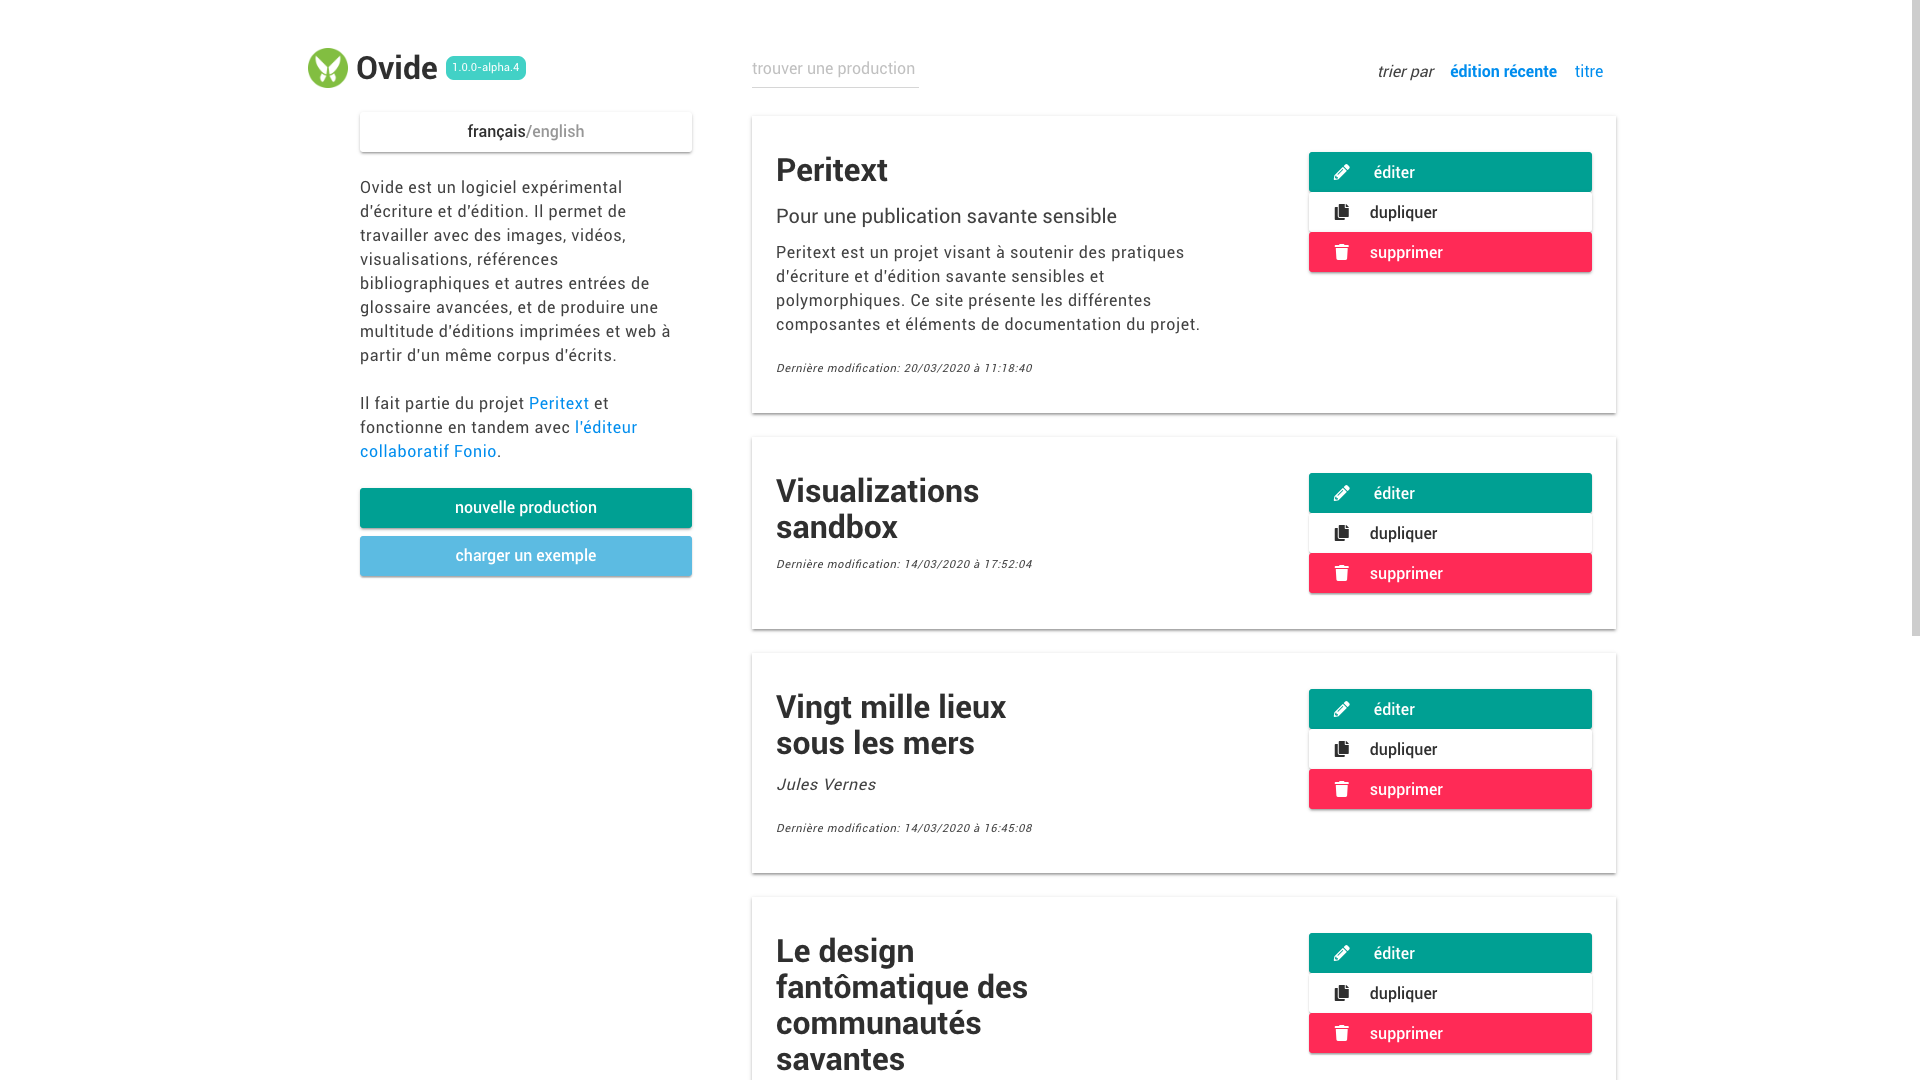 Ovide 1.0.0-alpha.4
français/english
Ovide est un logiciel expérimental
d'écriture et d'édition. Il permet de
travailler avec des images, vidéos,
visualisations, références
bibliographiques et autres entrées de
glossaire avancées, et de produire une
multitude d'éditions imprimées et web à
partir d'un même corpus d'écrits.
Il fait partie du projet Peritext et
fonctionne en tandem avec l'éditeur
collaboratif Fonio.
nouvelle production
charger un exemple
trouver une production
trier par édition récente titre
Peritext
Pour une publication savante sensible
Peritext est un projet visant à soutenir des pratiques
d'écriture et d'édition savante sensibles et
polymorphiques. Ce site présente les différentes
composantes et éléments de documentation du projet.
Dernière modification: 20/03/2020 à 11:18:40
éditer
dupliquer
supprimer
Visualizations
sandbox
Dernière modification: 14/03/2020 à 17:52:04
éditer
dupliquer
supprimer
Vingt mille lieux
sous les mers
Jules Vernes
Dernière modification: 14/03/2020 à 16:45:08
éditer
dupliquer
supprimer
Le design
fantômatique des
communautés
savantes
éditer
dupliquer
supprimer